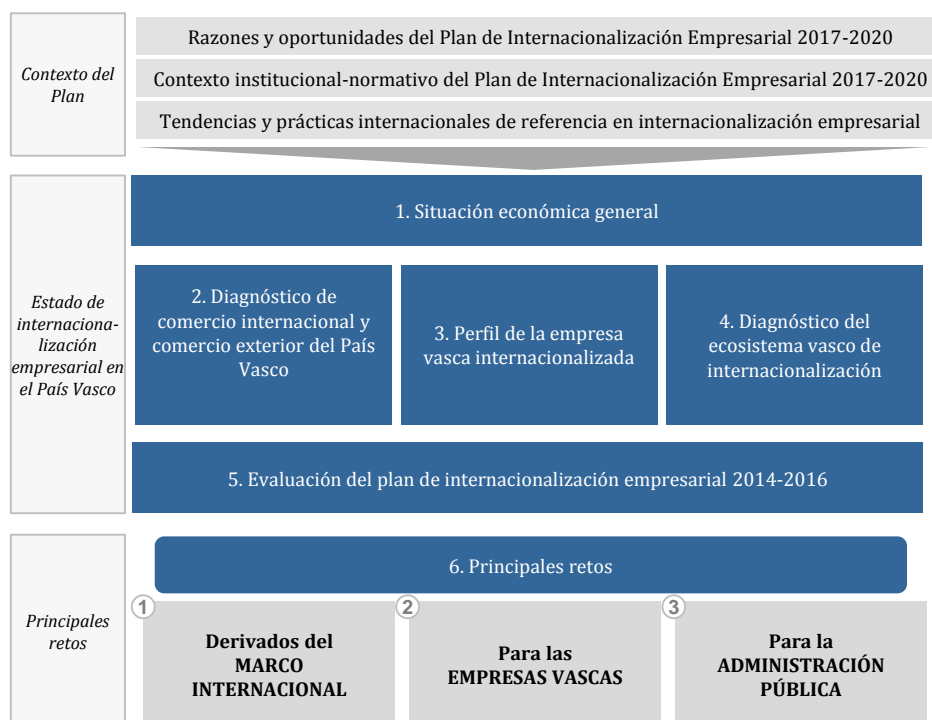 Contexto del
Plan
Razones y oportunidades del Plan de Internacionalización Empresarial 2017-2020
Contexto institucional-normativo del Plan de Internacionalización Empresarial 2017-2020
Tendencias y prácticas internacionales de referencia en internacionalización empresarial
Estado de
internaciona-
lización
empresarial en
el País Vasco
1. Situación económica general
2. Diagnóstico de
comercio internacional y
comercio exterior del País
Vasco
3. Perfil de la empresa
vasca internacionalizada
4. Diagnóstico del
ecosistema vasco de
internacionalización
5. Evaluación del plan de internacionalización empresarial 2014-2016
Principales
retos
6. Principales retos
1
Derivados del
MARCO
INTERNACIONAL
2
Para las
EMPRESAS VASCAS
3
Para la
ADMINISTRACIÓN
PÚBLICA